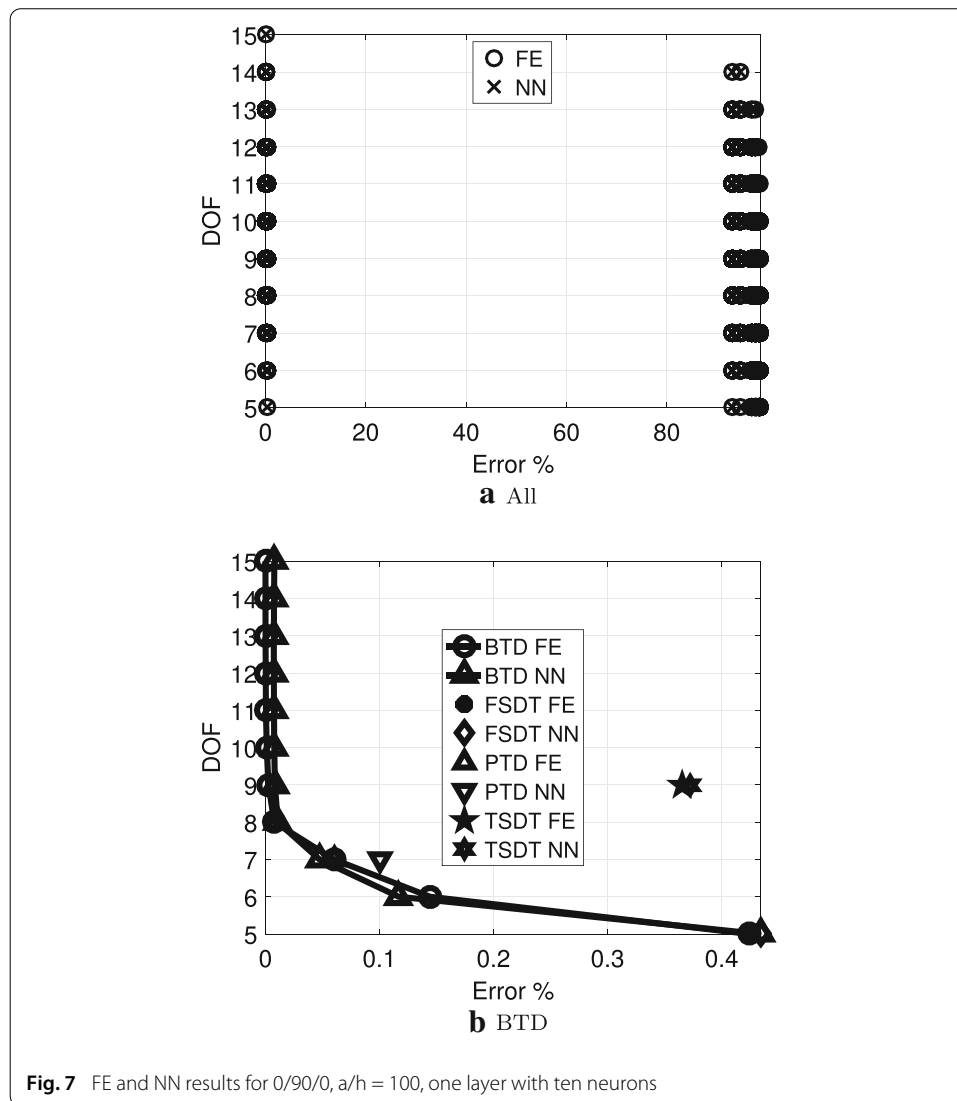 15
14
13
12
11
10
9
8
7
6
5
DOF
FE
NN
0 20 40 60 80
Error %
a All
15
14
13
12
11
10
9
8
7
6
5
DOF
BTD FE
BTD NN
FSDT FE
FSDT NN
PTD FE
PTD NN
TSDT FE
TSDT NN
0 0.1 0.2 0.3 0.4
Error %
b BTD
Fig. 7 FE and NN results for 0/90/0, a/h = 100, one layer with ten neurons